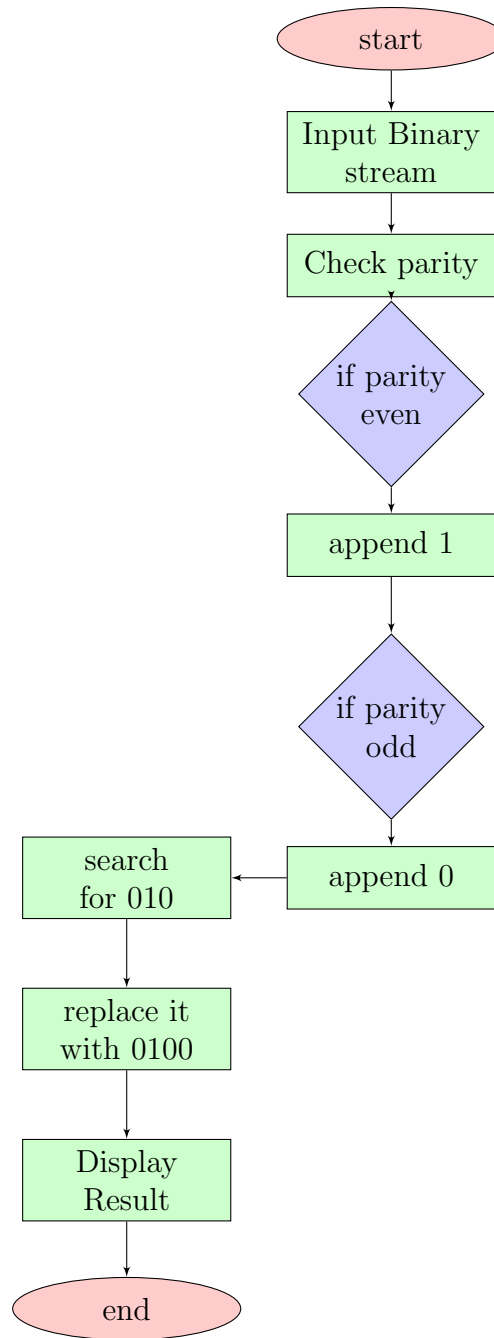 start
Input Binary
stream
Check parity
if parity
even
append 1
if parity
odd
append 0
search
for 010
replace it
with 0100
Display
Result
end